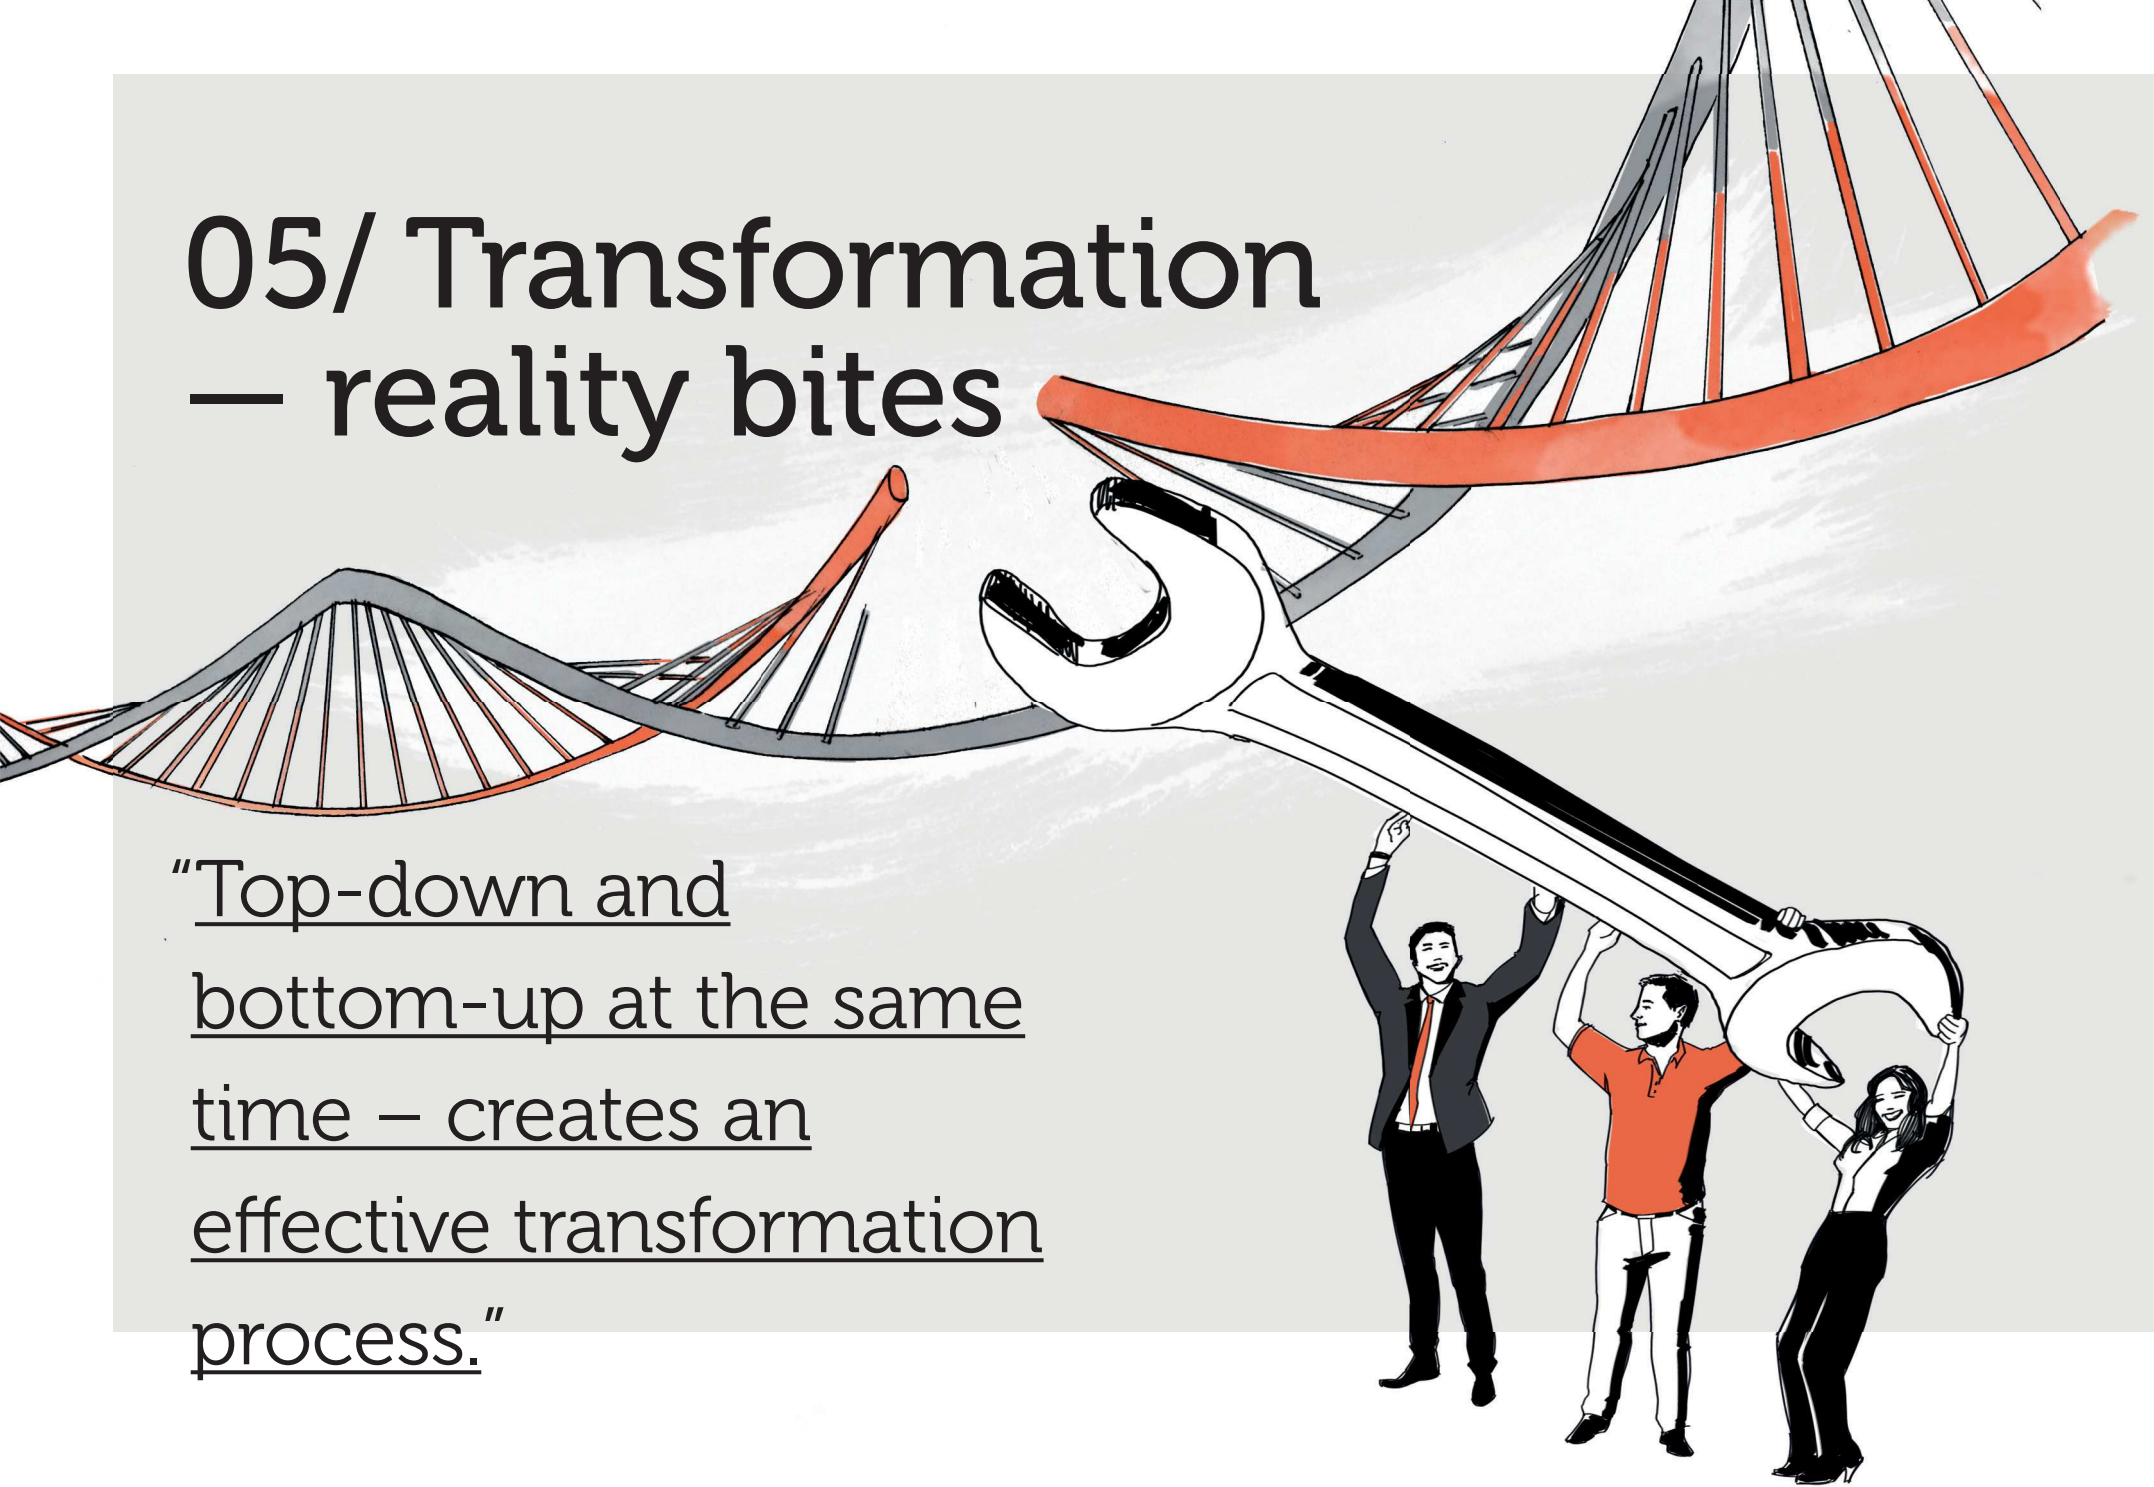 05/ Transformation
— reality bites
“Top-down and
bottom-up at the same
time – creates an
effective transformation
process.”